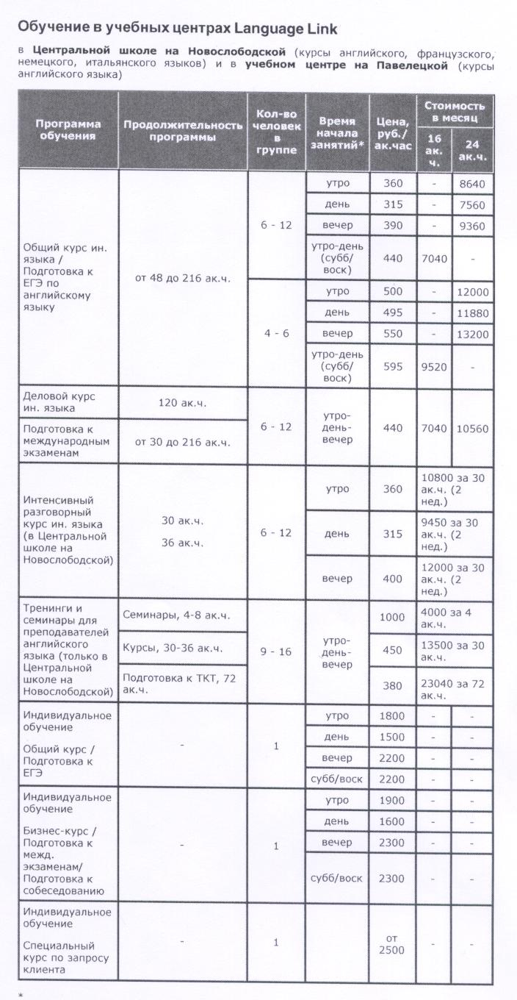 Обучение в учебных центрах Language Link
в Центральной школе на Новослободской (курсы английского, французского,
немецкого, итальянского языков) и в учебном центре на Павелецкой (курсы
английского языка)
Программа
обучения
Продолжительность
программы
Кол-во
человек
в
группе
Время
начала
занятий*
Цена,
руб./
ак.час
Стоимость
в месяц
16
ак.
ч.
24
ак.ч.
Общий курс ин.
языка /
Подготовка к
ЕГЭ по
английскому
языку
от 48 до 216 ак.ч.
6 - 12
утро 360 - 8640
день 315 - 7560
вечер 390 - 9360
утро-день
(субб/
воск)
440 7040 -
4 - 6
утро 500 - 12000
день 495 - 11880
вечер 550 - 13200
утро-день
(субб/
воск)
595 9520 -
Деловой курс
ин. языка
120 ак.ч.
Подготовка к
международным
экзаменам
от 30 до 216 ак.ч.
6 - 12
утро-
день-
вечер
440 7040 10560
Интенсивный
разговорный
курс ин. языка
(в Центральной
школе на
Новослободской)
30 ак.ч.
36 ак.ч.
6 - 12
утро 360
10800 за 30
ак.ч. (2
нед.)
день 315
9450 за 30
ак.ч. (2
нед.)
вечер 400
12000 за 30
ак.ч. (2
нед.)
Тренинги и
семинары для
преподавателей
английского
языка (только в
Центральной
школе на
Новослободской)
Семинары, 4-8 ак.ч.
Курсы, 30-36 ак.ч.
Подготовка к ТКТ, 72
ак.ч.
9 - 16
утро-
день-
вечер
1000
4000 за 4
ак.ч.
450
13500 за 30
ак.ч.
380
23040 за 72
ак.ч.
Индивидуальное
обучение
Общий курс /
Подготовка к
ЕГЭ
-
1
утро 1800 - -
день 1500 - -
вечер 2200 - -
субб/воск 2200 - -
Индивидуальное
обучение
Бизнес-курс /
Подготовка к
межд.
экзаменам/
Подготовка к
собеседованию
-
1
утро 1900 - -
день 1600 - -
вечер 2300 - -
субб/воск 2300 - -
Индивидуальное
обучение
Специальный
курс по запросу
клиента
-
1
от
2500
- -
*